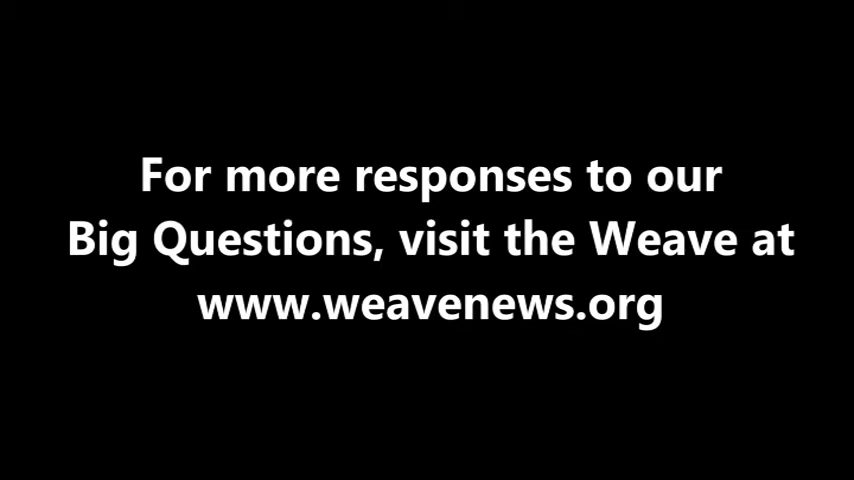 For more responses to our
Big Questions, visit the Weave at
www.weavenews.org